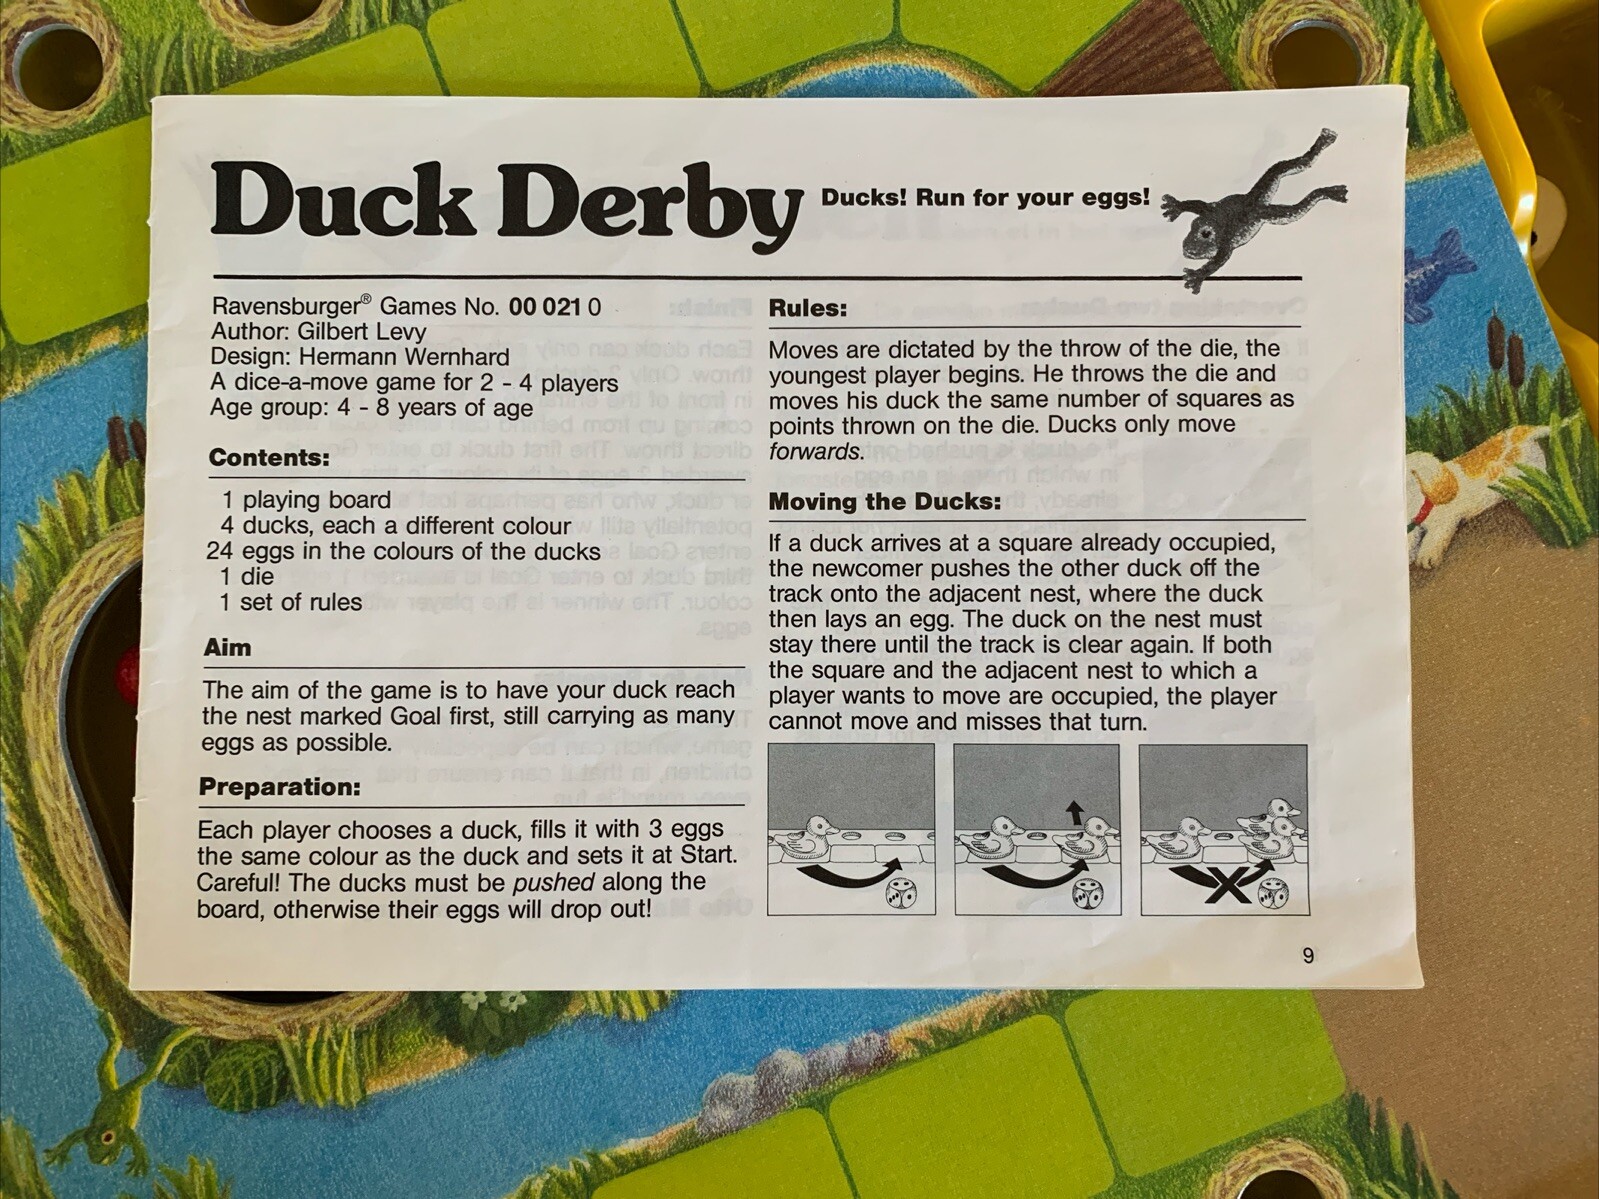 Duck Derby Ducks! Run for your eggs!
Ravensburger® Games No. 00 021 0
Author: Gilbert Levy
Design: Hermann Wernhard
A dice-a-move game for 2 - 4 players
Age group: 4 - 8 years of age
Contents:
1 playing board
4 ducks, each a different colour
24 eggs in the colours of the ducks
1 die
1 set of rules
Aim
The aim of the game is to have your duck reach
the nest marked Goal first, still carrying as many
eggs as possible.
Preparation:
Each player chooses a duck, fills it with 3 eggs
the same colour as the duck and sets it at Start.
Careful! The ducks must be pushed along the
board, otherwise their eggs will drop out!
Rules:
Moves are dictated by the throw of the die, the
youngest player begins. He throws the die and
moves his duck the same number of squares as
points thrown on the die. Ducks only move
forwards.
Moving the Ducks:
If a duck arrives at a square already occupied,
the newcomer pushes the other duck off the
track onto the adjacent nest, where the duck
then lays an egg. The duck on the nest must
stay there until the track is clear again. If both
the square and the adjacent nest to which a
player wants to move are occupied, the player
cannot move and misses that turn.
9